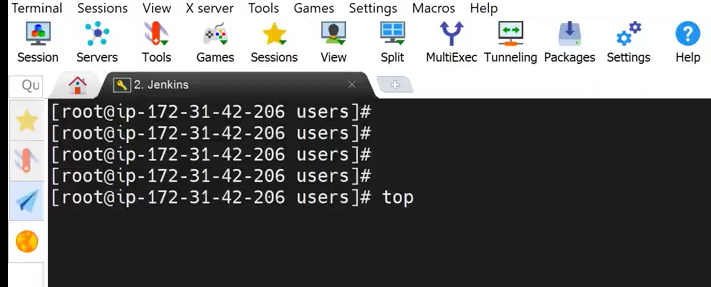 Terminal Sessions View X server Tools Games Settings Macros Help
Session Servers Tools Games Sessions View Split MultiExec Tunneling Packages Settings Help
Qu 2. Jenkins
[root@ip-172-31-42-206 users]#
[root@ip-172-31-42-206 users]#
[root@ip-172-31-42-206 users]#
[root@ip-172-31-42-206 users]#
[root@ip-172-31-42-206 users]# top